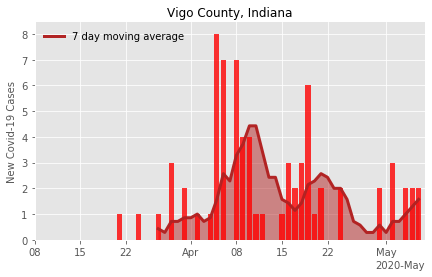 Vigo County, Indiana
7 day moving average
New Covid-19 Cases
8
7
6
5
4
3
2
1
0
08 15 22 Apr 08 15 22 May
2020-May